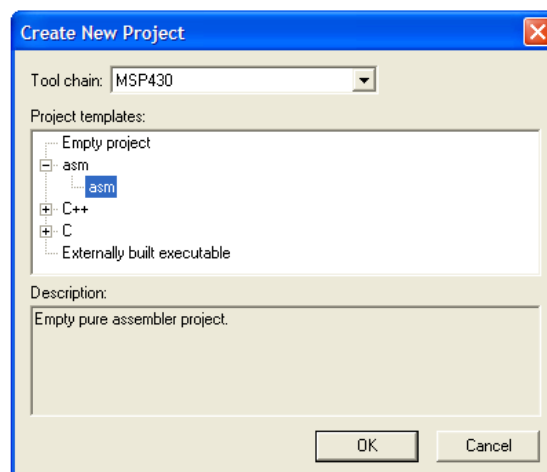 Create New Project
Tool chain: MSP430
Project templates:
Empty project
asm
asm
C++
C
Externally built executable
Description:
Empty pure assembler project.
OK Cancel